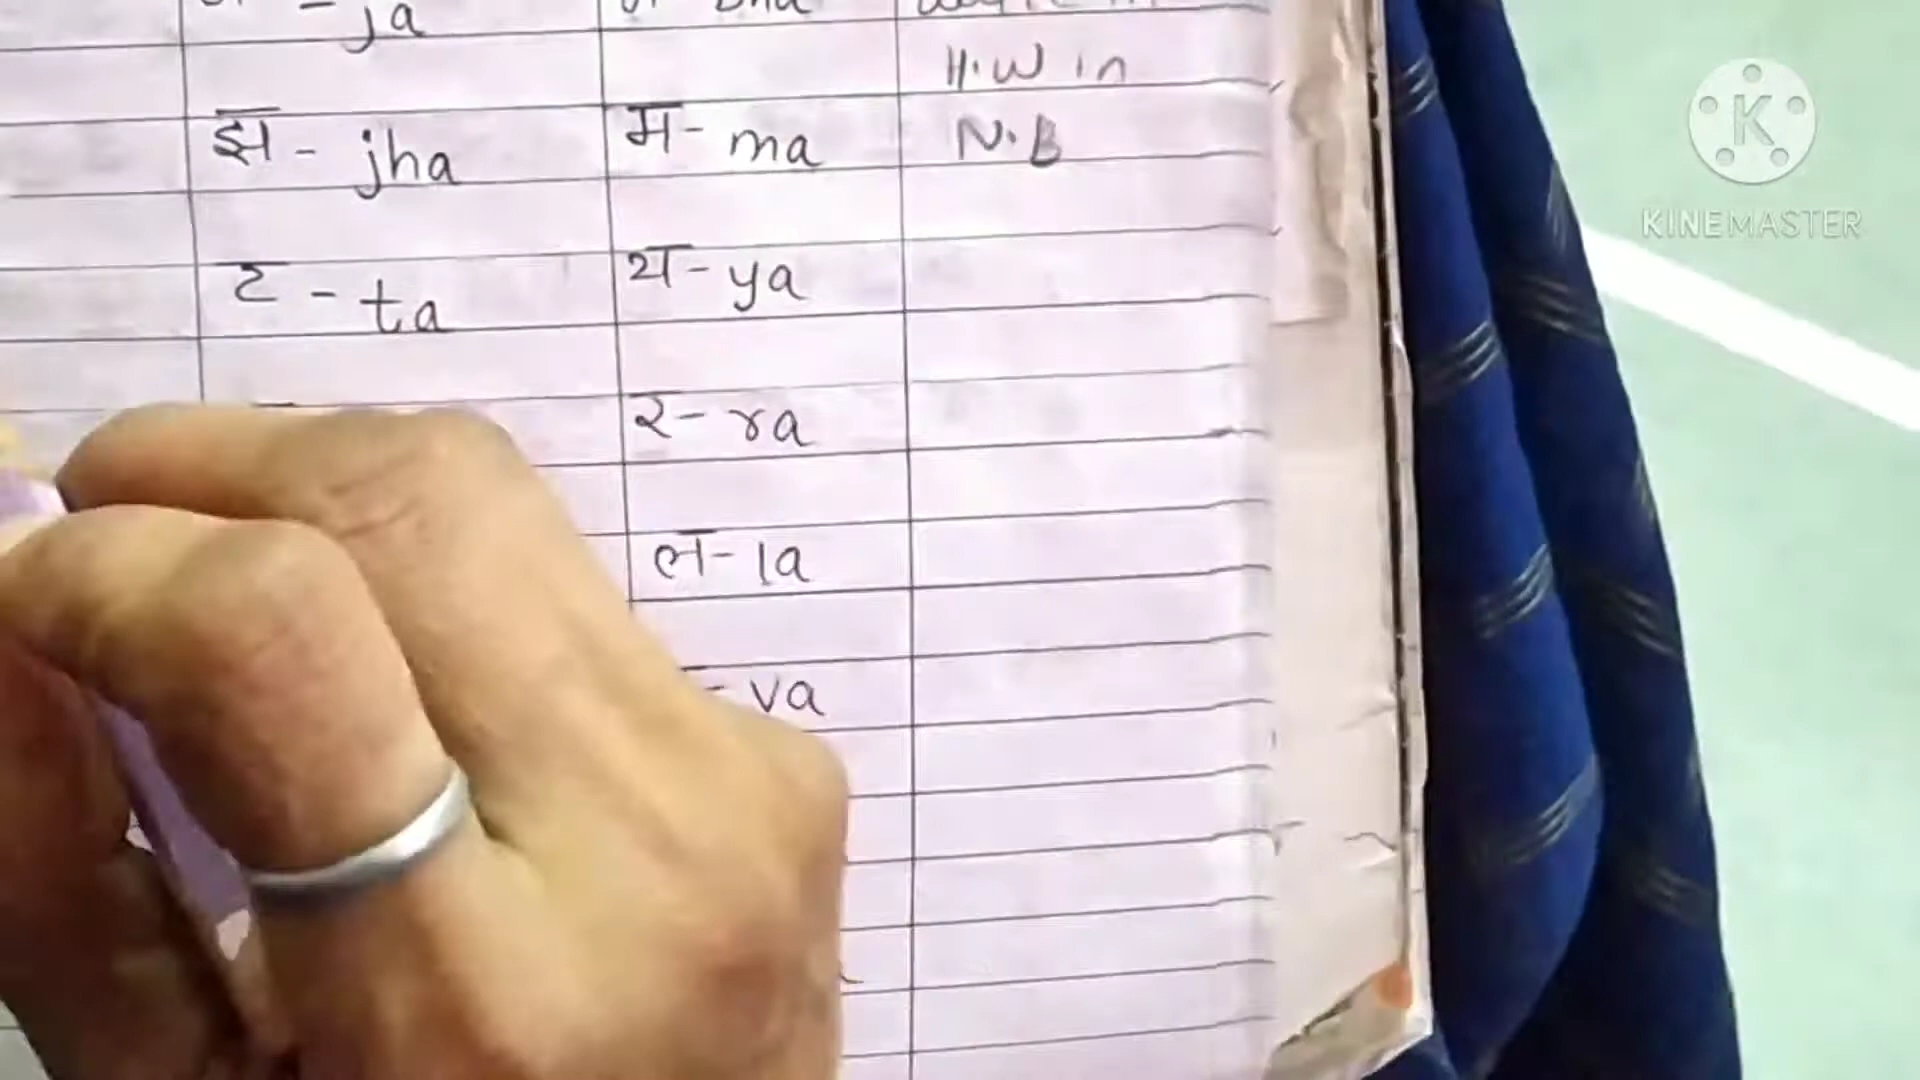 - ja
H.W in
झ - jha
म - ma
N.B
ट - ta
य - ya
र - ra
ल - la
- va
KINEMASTER